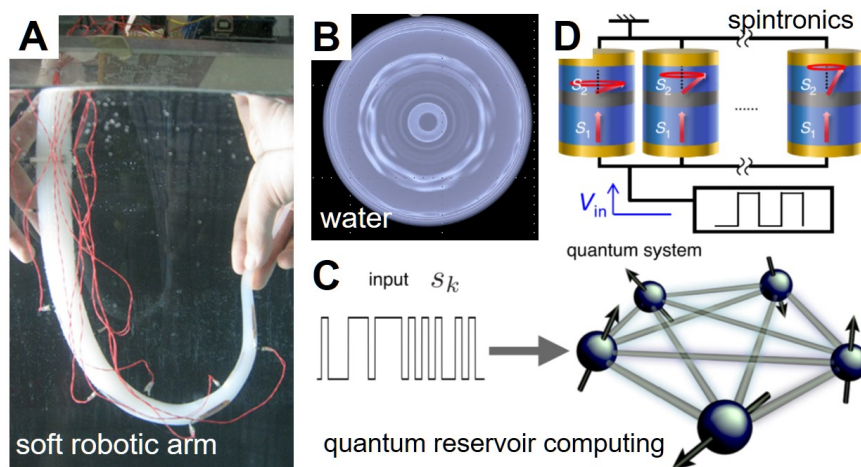 A
soft robotic arm
B
water
C
input sₖ
quantum system
quantum reservoir computing
D
spintronics
S₂
S₁
S₂
S₁
......
S₂
S₁
Vᵢₙ